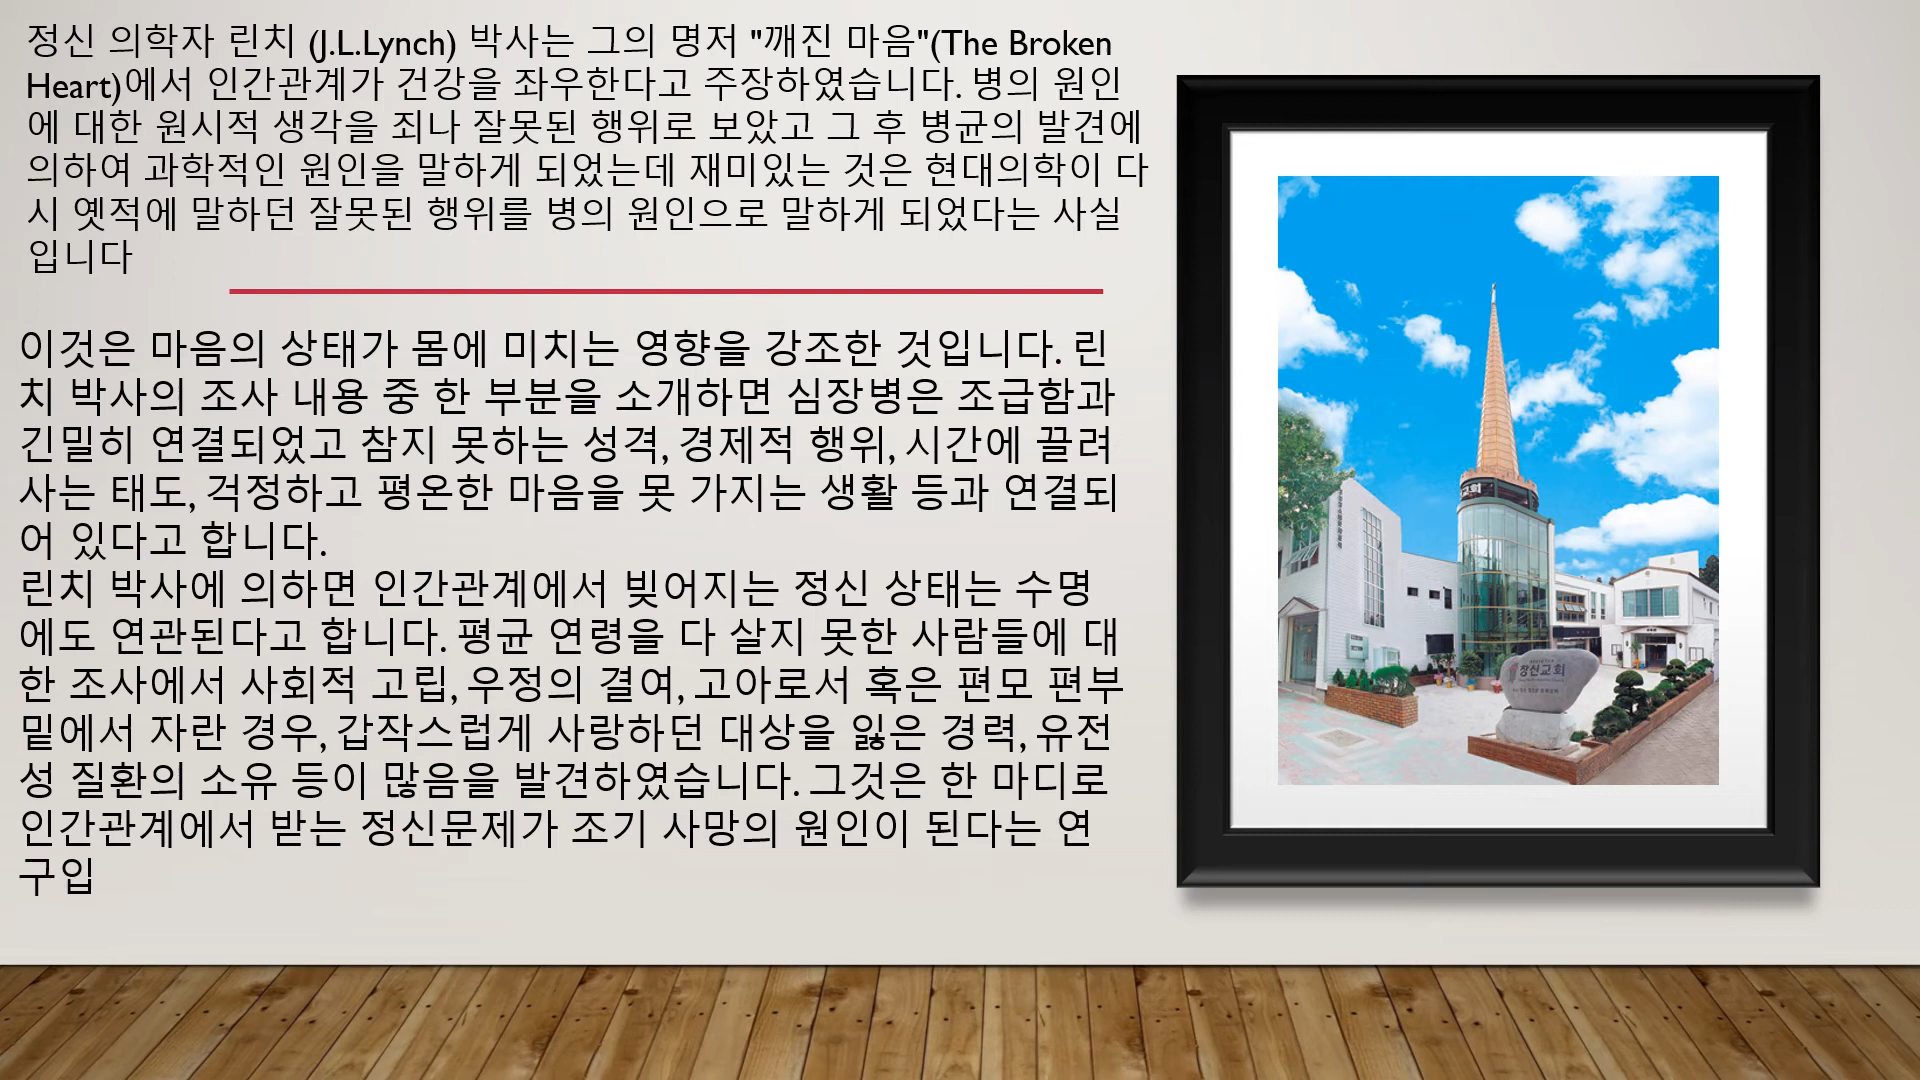 정신 의학자 린치 (J.L.Lynch) 박사는 그의 명저 "깨진 마음"(The Broken
Heart)에서 인간관계가 건강을 좌우한다고 주장하였습니다. 병의 원인
에 대한 원시적 생각을 죄나 잘못된 행위로 보았고 그 후 병균의 발견에
의하여 과학적인 원인을 말하게 되었는데 재미있는 것은 현대의학이 다
시 옛적에 말하던 잘못된 행위를 병의 원인으로 말하게 되었다는 사실
입니다
이것은 마음의 상태가 몸에 미치는 영향을 강조한 것입니다. 린
치 박사의 조사 내용 중 한 부분을 소개하면 심장병은 조급함과
긴밀히 연결되었고 참지 못하는 성격, 경제적 행위, 시간에 끌려
사는 태도, 걱정하고 평온한 마음을 못 가지는 생활 등과 연결되
어 있다고 합니다.
린치 박사에 의하면 인간관계에서 빚어지는 정신 상태는 수명
에도 연관된다고 합니다. 평균 연령을 다 살지 못한 사람들에 대
한 조사에서 사회적 고립, 우정의 결여, 고아로서 혹은 편모 편부
밑에서 자란 경우, 갑작스럽게 사랑하던 대상을 잃은 경력, 유전
성 질환의 소유 등이 많음을 발견하였습니다. 그것은 한 마디로
인간관계에서 받는 정신문제가 조기 사망의 원인이 된다는 연
구입
교회
창선교회